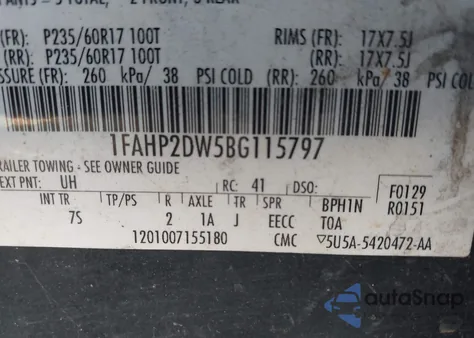 (FR): P235/60R17 100T RIMS (FR): 17X7.5J
(RR): P235/60R17 100T (RR): 17X7.5J
SSURE (FR): 260 kPa/ 38 PSI COLD (RR): 260 kPa/ 38
1FAHP2DW5BG115797
RAILER TOWING - SEE OWNER GUIDE
EXT PNT: UH RC: 41 DSO: F0129
INT TR TP/PS R AXLE TR SPR BPH1N R0151
7S 2 1A J EECC TOA
1201007155180 CMC ▽5U5A-5420472-AA
autoSnap